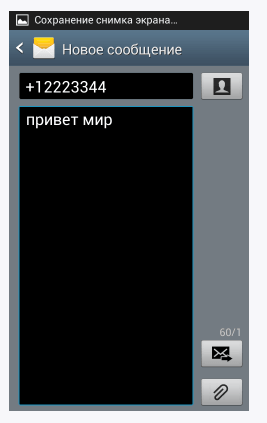 Сохранение снимка экрана...
Новое сообщение
+12223344
привет мир
60/1